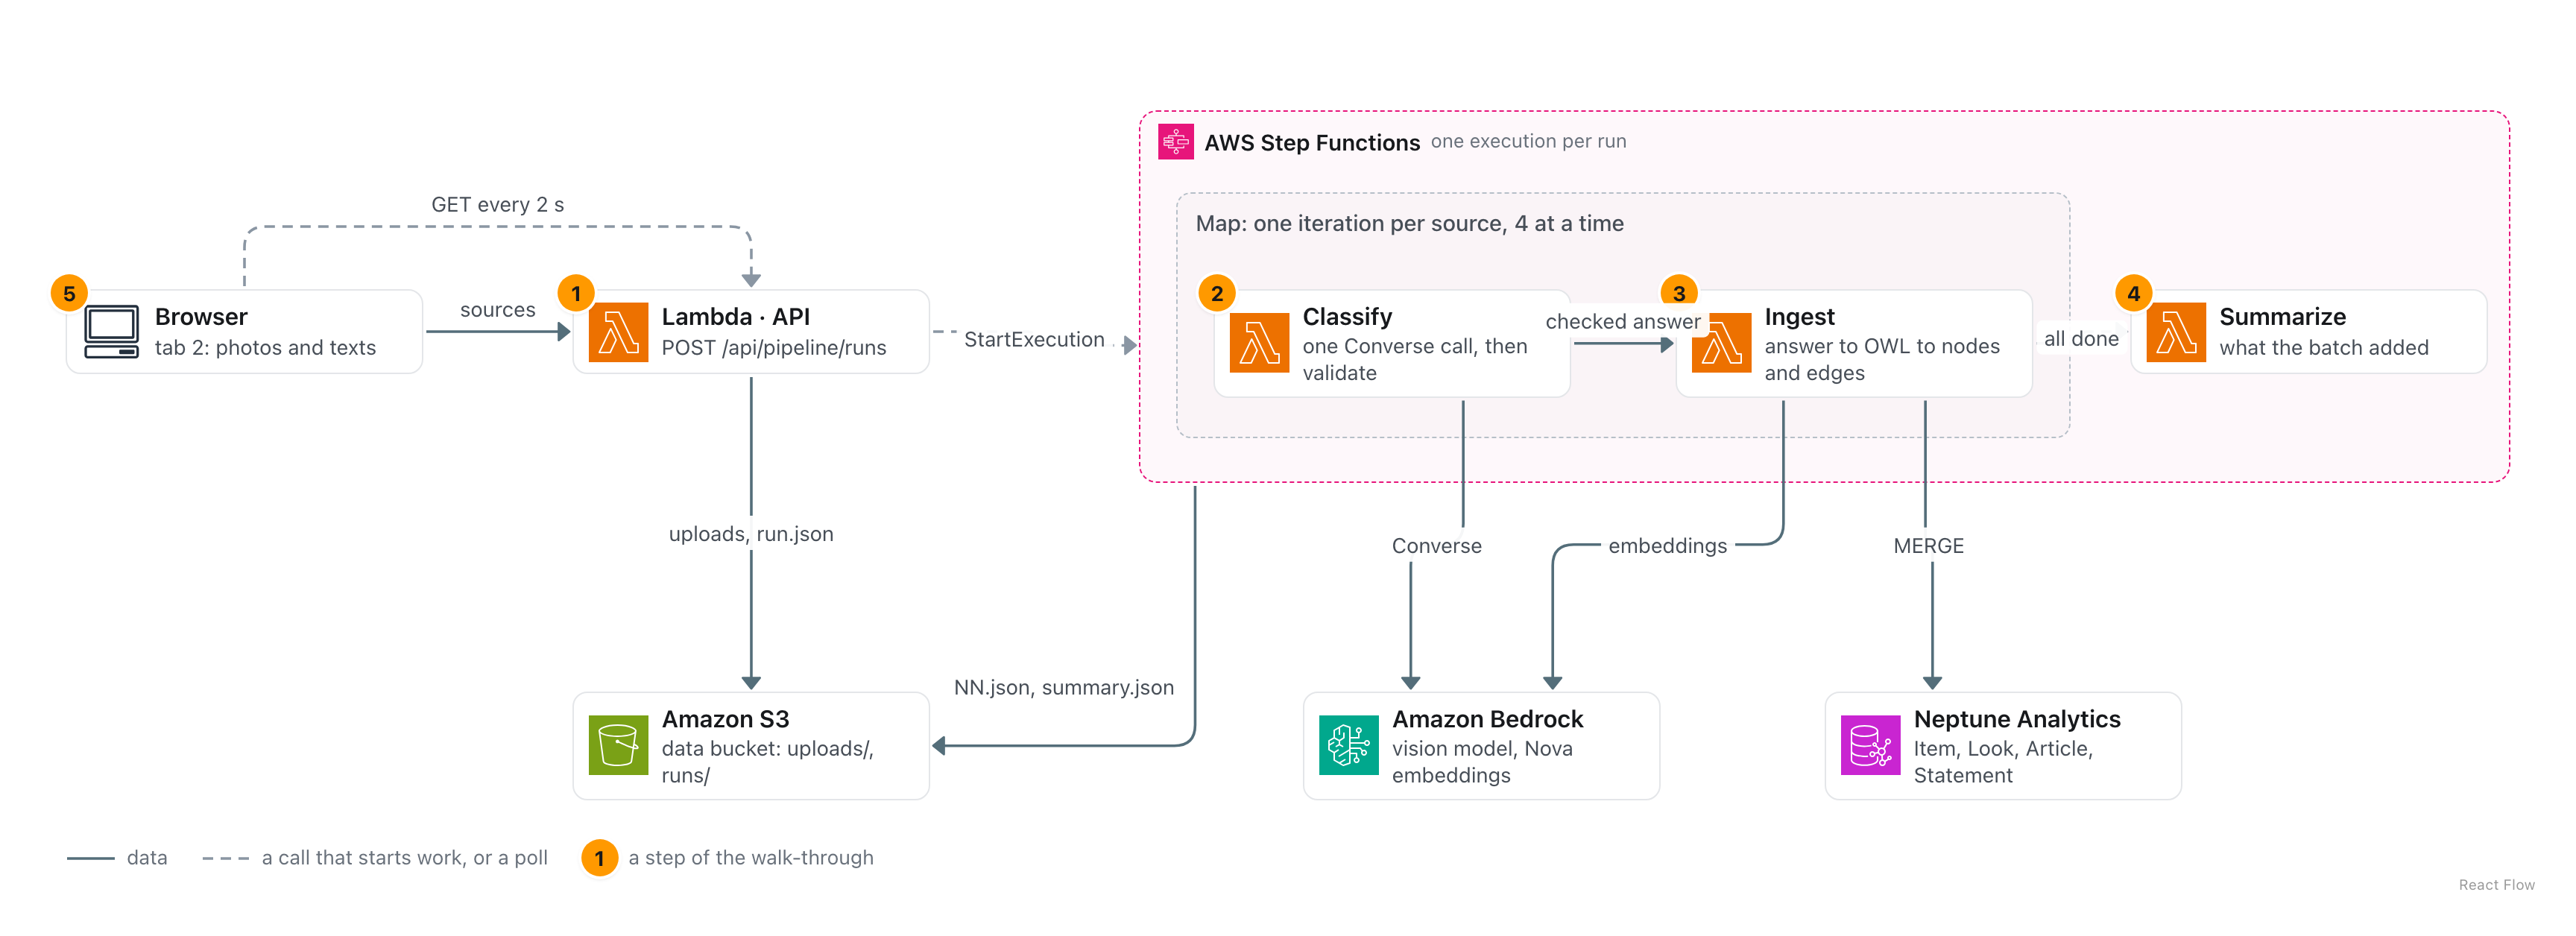 AWS Step Functions one execution per run
GET every 2 s
Map: one iteration per source, 4 at a time
5
Browser
tab 2: photos and texts
sources
1
Lambda · API
POST /api/pipeline/runs
StartExecution
2
Classify
one Converse call, then
validate
checked answer
3
Ingest
answer to OWL to nodes
and edges
all done
4
Summarize
what the batch added
uploads, run.json
Converse
embeddings
MERGE
NN.json, summary.json
Amazon S3
data bucket: uploads/,
runs/
Amazon Bedrock
vision model, Nova
embeddings
Neptune Analytics
Item, Look, Article,
Statement
data
a call that starts work, or a poll
1
a step of the walk-through
React Flow